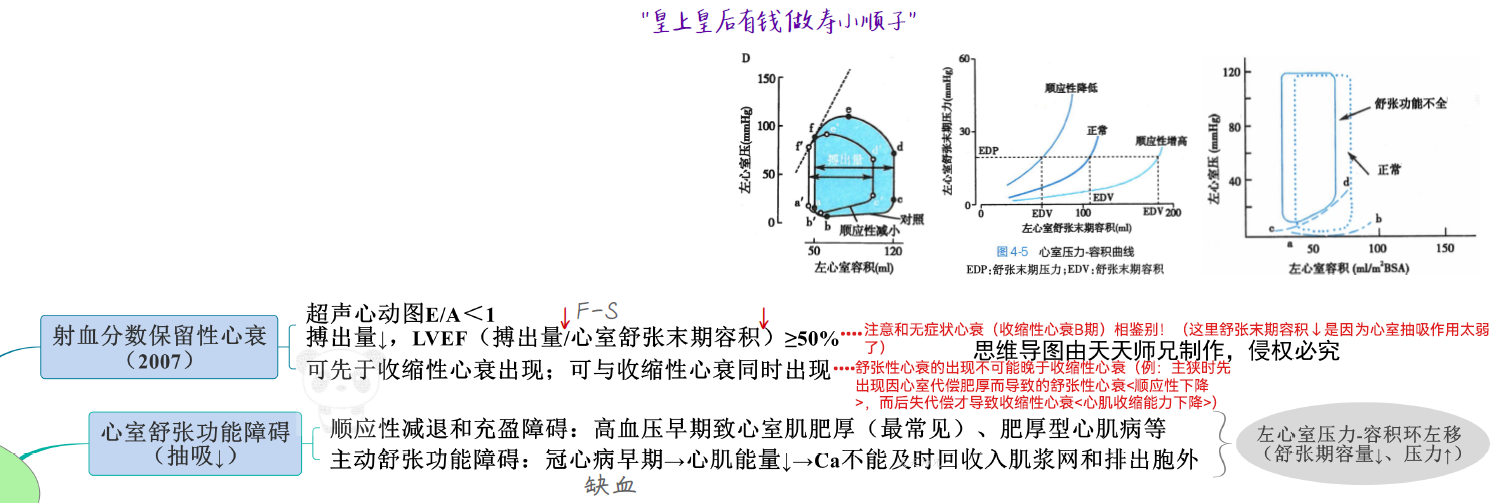 "皇上皇后有钱做寿小顺子"
D
150
100
50
0
左心室压(mmHg)
f
e
f'
d'
d
搏出量
a'
a
c
b'
b
对照
顺应性减小
50
120
左心室容积(ml)
60
30
0
左心室舒张末期压力(mmHg)
顺应性降低
正常
顺应性增高
EDP
EDV
EDV
EDV
0
100
200
左心室舒张末期容积(ml)
图 4-5 心室压力-容积曲线
EDP:舒张末期压力;EDV:舒张末期容积
120
80
40
左心室压 (mmHg)
舒张功能不全
正常
d
b
c
a
50
100
150
左心室容积 (ml/m²BSA)
射血分数保留性心衰
（2007）
超声心动图E/A＜1
↓ F-S ↓
搏出量↓，LVEF（搏出量/心室舒张末期容积）≥50%
注意和无症状心衰（收缩性心衰B期）相鉴别！（这里舒张末期容积↓是因为心室抽吸作用太弱
了）
思维导图由天天师兄制作，侵权必究
可先于收缩性心衰出现；可与收缩性心衰同时出现
舒张性心衰的出现不可能晚于收缩性心衰（例：主狭时先
出现因心室代偿肥厚而导致的舒张性心衰<顺应性下降
>，而后失代偿才导致收缩性心衰<心肌收缩能力下降>）
心室舒张功能障碍
（抽吸↓）
顺应性减退和充盈障碍：高血压早期致心室肌肥厚（最常见）、肥厚型心肌病等
主动舒张功能障碍：冠心病早期→心肌能量↓→Ca不能及时回收入肌浆网和排出胞外
缺血
左心室压力-容积环左移
（舒张期容量↓、压力↑）